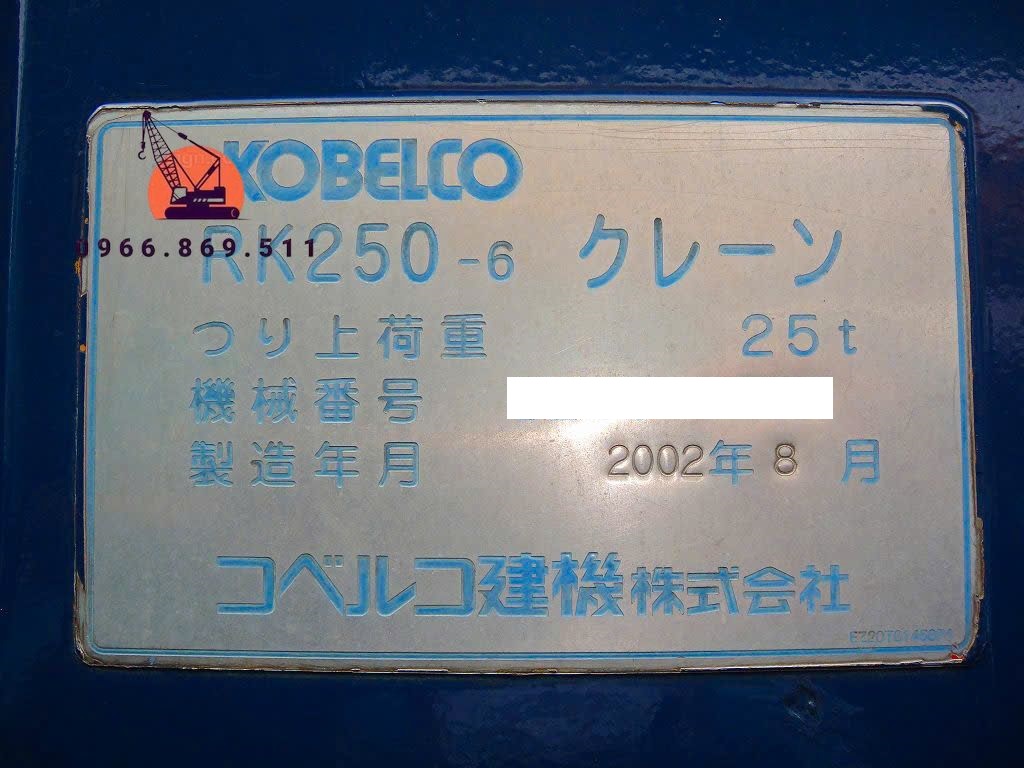 KOBELCO
0966.869.511
RK250-6 クレーン
つり上荷重 25t
機械番号
製造年月 2002年 8 月
コベルコ建機株式会社